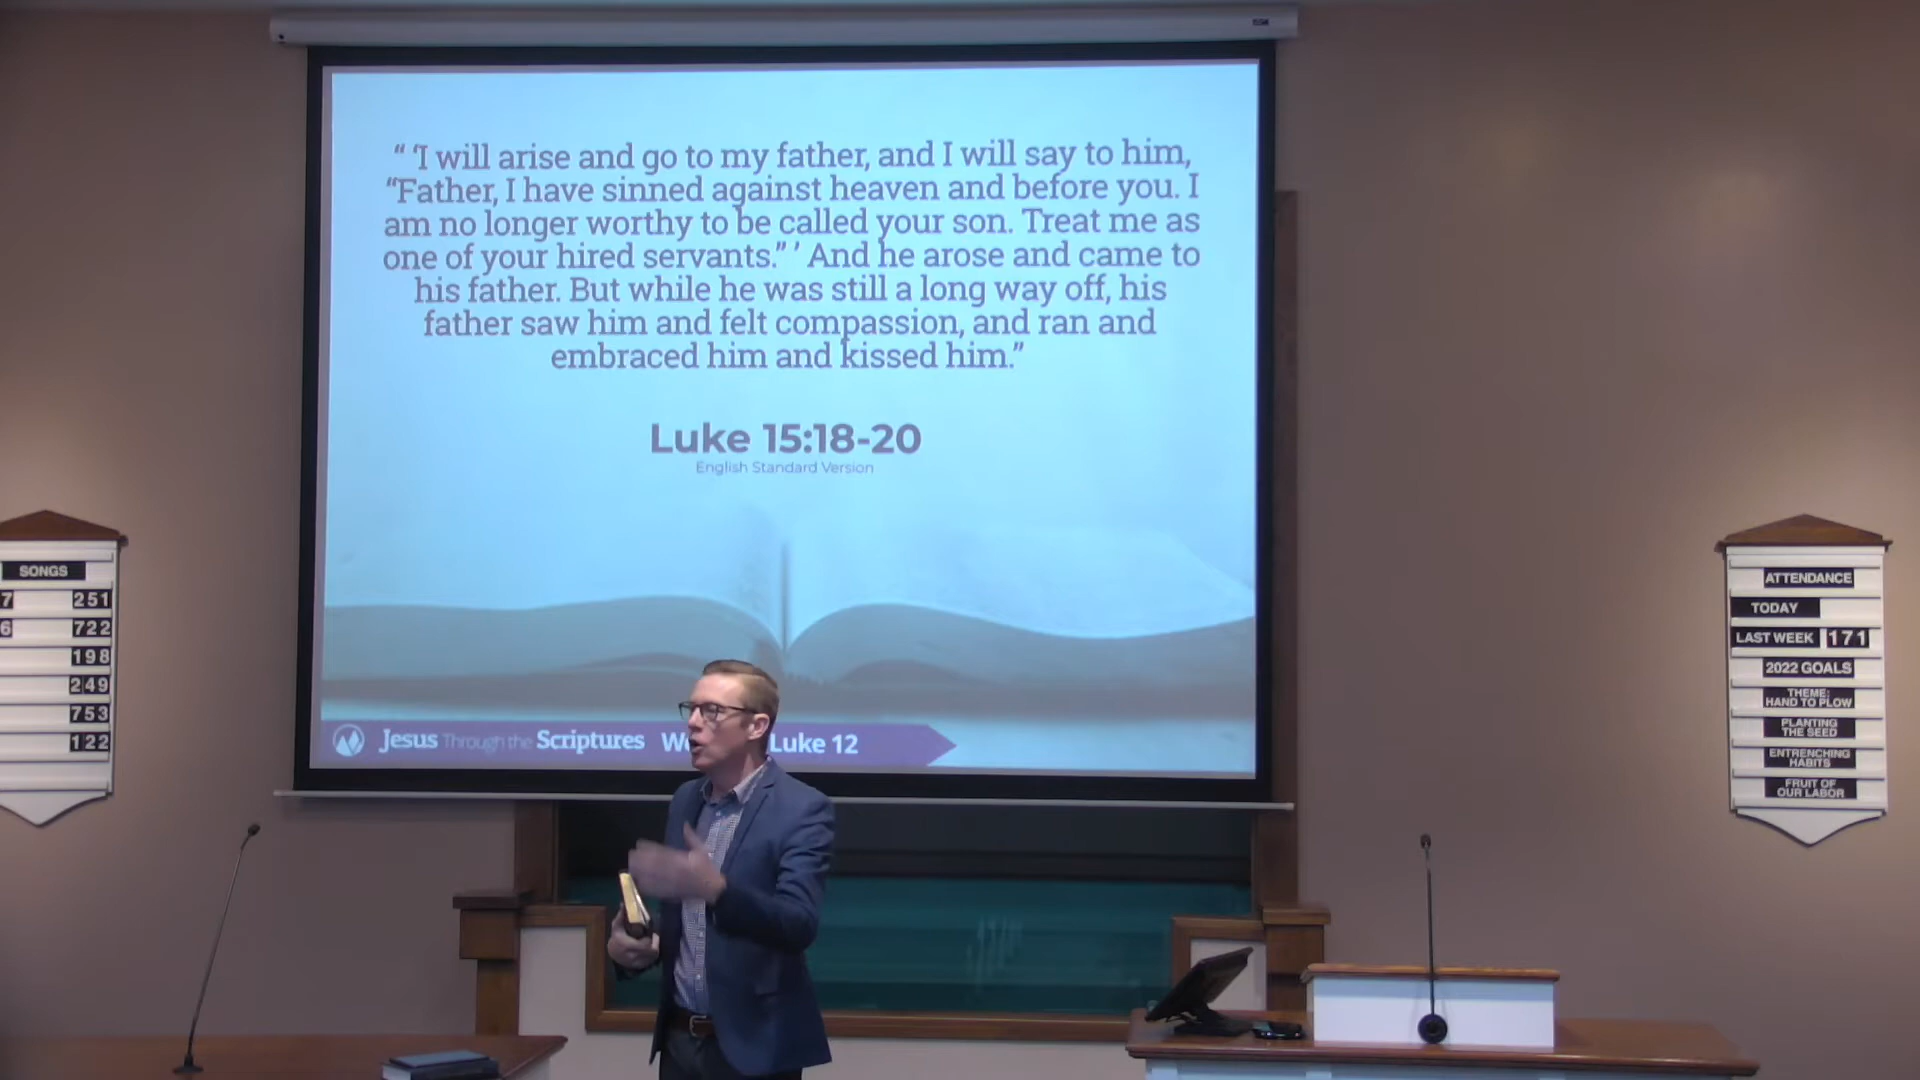 “ ‘I will arise and go to my father, and I will say to him,
“Father, I have sinned against heaven and before you. I
am no longer worthy to be called your son. Treat me as
one of your hired servants.” ’ And he arose and came to
his father. But while he was still a long way off, his
father saw him and felt compassion, and ran and
embraced him and kissed him.”
Luke 15:18-20
English Standard Version
Jesus Through the Scriptures
Luke 12
SONGS
7 251
6 722
198
249
753
122
ATTENDANCE
TODAY
LAST WEEK 171
2022 GOALS
THEME:
HAND TO PLOW
PLANTING
THE SEED
ENTRENCHING
HABITS
FRUIT OF
OUR LABOR